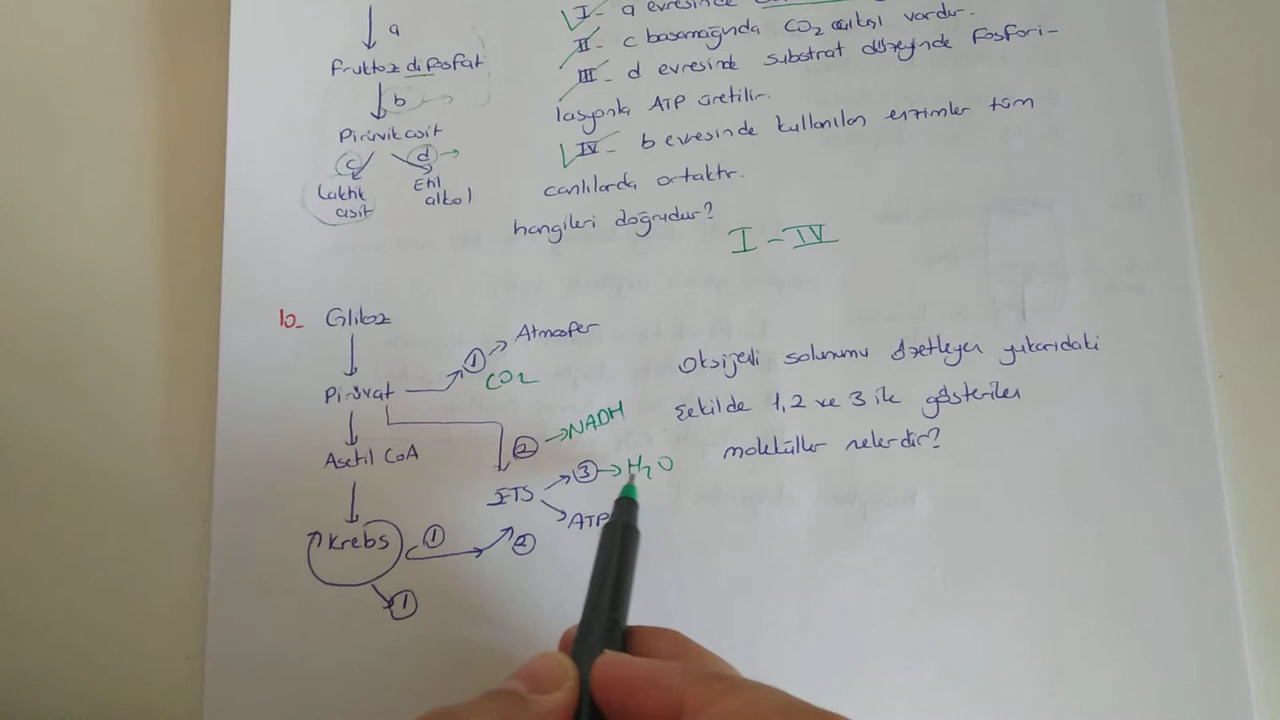 I- a evresinde
a
II- c basamağında CO2 çıkışı vardır.
Fruktoz difosfat
III- d evresinde substrat düzeyinde fosfori-
b
lasyonla ATP üretilir.
Pirüvik asit
IV- b evresinde kullanılan enzimler tüm
c d
canlılarda ortaktır.
Laktik asit
Etil alkol
hangileri doğrudur?
I - IV
10- Glikoz
1 Atmosfer
CO2
Oksijenli solunumu özetleyen yukarıdaki
Pirüvat
şekilde 1, 2 ve 3 ile gösterilen
2 NADH
moleküller nelerdir?
Asetil CoA
3 H2O
ETS
ATP
Krebs
1
2
1